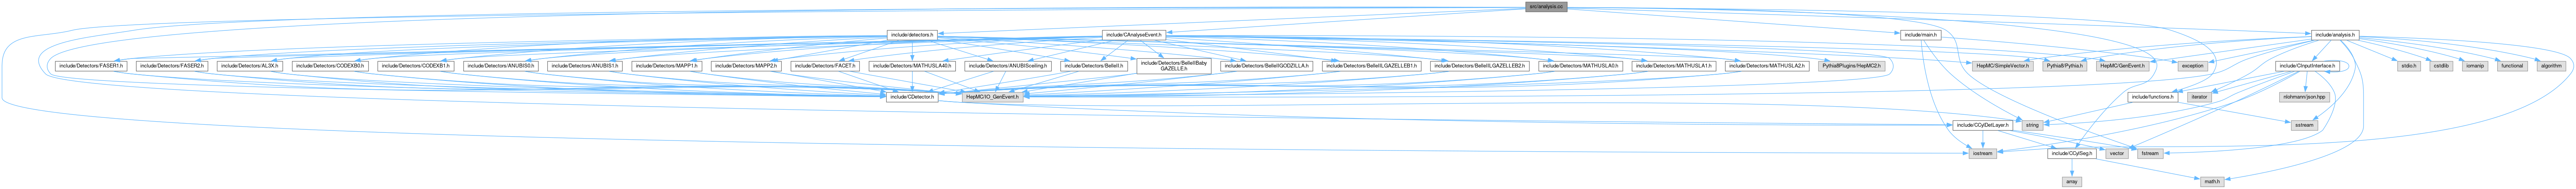 src/analysis.cc
include/detectors.h
include/CAnalyseEvent.h
include/main.h
include/analysis.h
include/Detectors/FASER1.h
include/Detectors/FASER2.h
include/Detectors/AL3X.h
include/Detectors/CODEXB0.h
include/Detectors/CODEXB1.h
include/Detectors/ANUBIS0.h
include/Detectors/ANUBIS1.h
include/Detectors/MAPP1.h
include/Detectors/MAPP2.h
include/Detectors/FACET.h
include/Detectors/MATHUSLA40.h
include/Detectors/ANUBISceiling.h
include/Detectors/BelleII.h
include/Detectors/BelleIIBaby
GAZELLE.h
include/Detectors/BelleIIGODZILLA.h
include/Detectors/BelleIILGAZELLEB1.h
include/Detectors/BelleIILGAZELLEB2.h
include/Detectors/MATHUSLA0.h
include/Detectors/MATHUSLA1.h
include/Detectors/MATHUSLA2.h
Pythia8Plugins/HepMC2.h
HepMC/SimpleVector.h
Pythia8/Pythia.h
HepMC/GenEvent.h
exception
include/CInputInterface.h
stdio.h
cstdlib
iomanip
functional
algorithm
include/CDetector.h
HepMC/IO_GenEvent.h
include/functions.h
iterator
nlohmann/json.hpp
include/CCylDetLayer.h
string
sstream
iostream
include/CCylSeg.h
vector
fstream
array
math.h